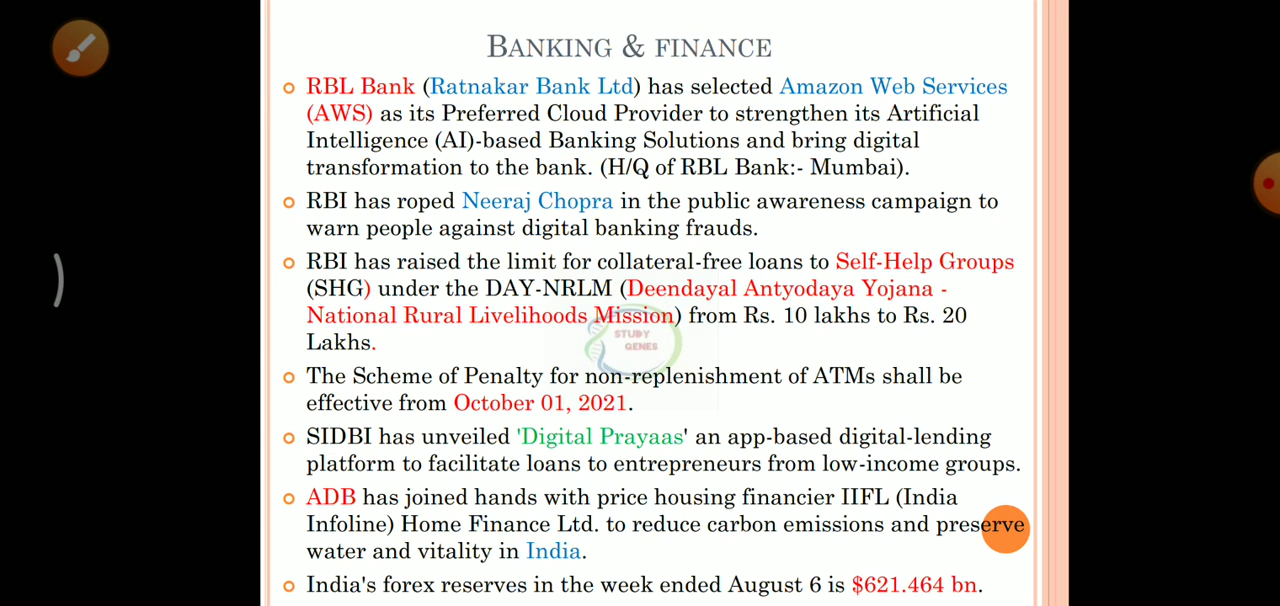 BANKING & FINANCE
RBL Bank (Ratnakar Bank Ltd) has selected Amazon Web Services
(AWS) as its Preferred Cloud Provider to strengthen its Artificial
Intelligence (AI)-based Banking Solutions and bring digital
transformation to the bank. (H/Q of RBL Bank:- Mumbai).
RBI has roped Neeraj Chopra in the public awareness campaign to
warn people against digital banking frauds.
RBI has raised the limit for collateral-free loans to Self-Help Groups
(SHG) under the DAY-NRLM (Deendayal Antyodaya Yojana -
National Rural Livelihoods Mission) from Rs. 10 lakhs to Rs. 20
Lakhs.
STUDY
GENES
The Scheme of Penalty for non-replenishment of ATMs shall be
effective from October 01, 2021.
SIDBI has unveiled 'Digital Prayaas' an app-based digital-lending
platform to facilitate loans to entrepreneurs from low-income groups.
ADB has joined hands with price housing financier IIFL (India
Infoline) Home Finance Ltd. to reduce carbon emissions and preserve
water and vitality in India.
India's forex reserves in the week ended August 6 is $621.464 bn.